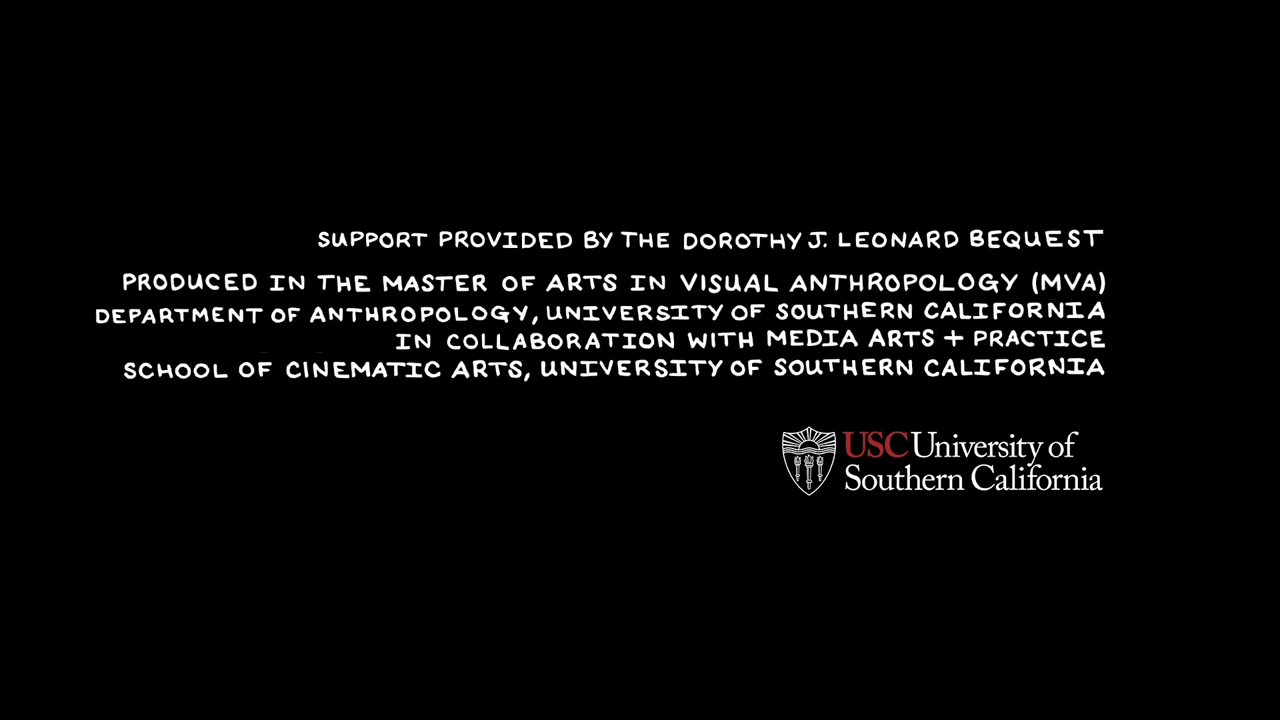 SUPPORT PROVIDED BY THE DOROTHY J. LEONARD BEQUEST
PRODUCED IN THE MASTER OF ARTS IN VISUAL ANTHROPOLOGY (MVA)
DEPARTMENT OF ANTHROPOLOGY, UNIVERSITY OF SOUTHERN CALIFORNIA
IN COLLABORATION WITH MEDIA ARTS + PRACTICE
SCHOOL OF CINEMATIC ARTS, UNIVERSITY OF SOUTHERN CALIFORNIA
USC University of
Southern California